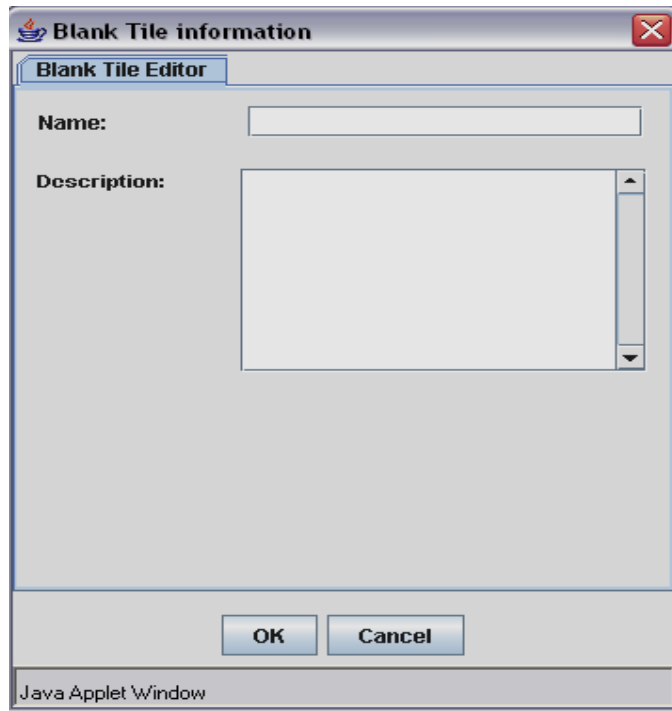 Blank Tile information
Blank Tile Editor
Name:
Description:
OK Cancel
Java Applet Window